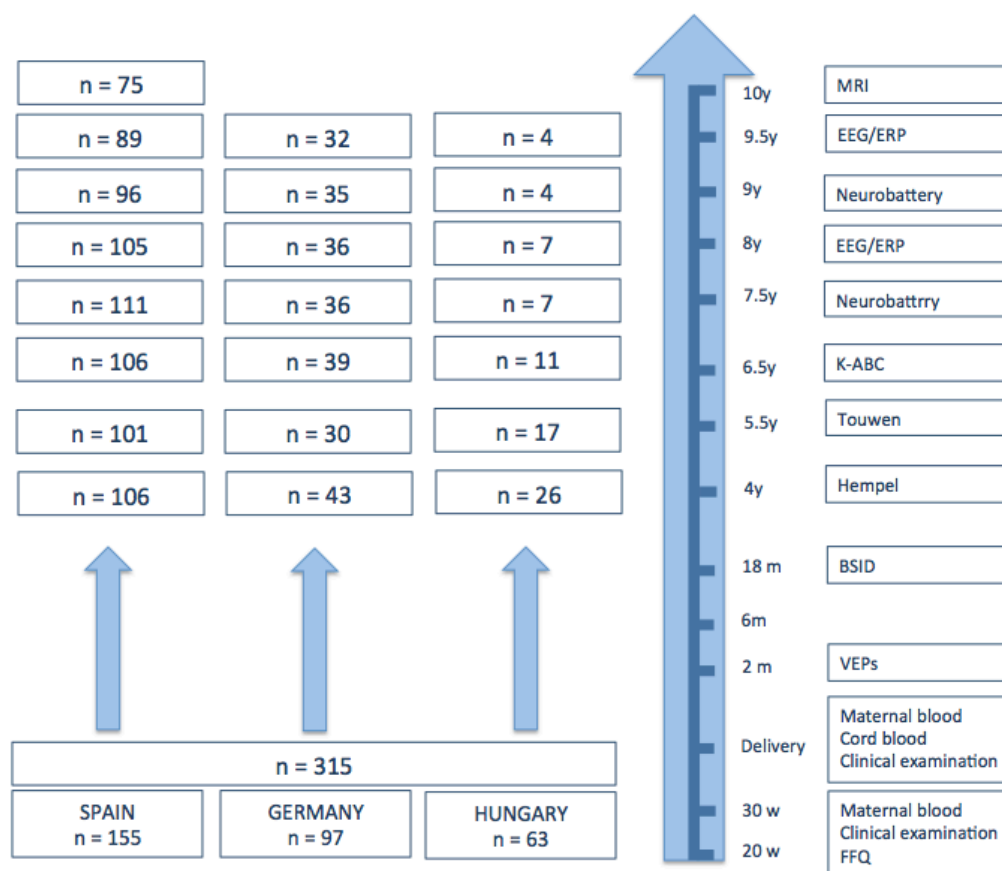 n = 75
10y
MRI
n = 89
n = 32
n = 4
9.5y
EEG/ERP
n = 96
n = 35
n = 4
9y
Neurobattery
n = 105
n = 36
n = 7
8y
EEG/ERP
n = 111
n = 36
n = 7
7.5y
Neurobattrry
n = 106
n = 39
n = 11
6.5y
K-ABC
n = 101
n = 30
n = 17
5.5y
Touwen
n = 106
n = 43
n = 26
4y
Hempel
18 m
BSID
6m
2 m
VEPs
n = 315
Delivery
Maternal blood
Cord blood
Clinical examination
SPAIN
n = 155
GERMANY
n = 97
HUNGARY
n = 63
30 w
20 w
Maternal blood
Clinical examination
FFQ